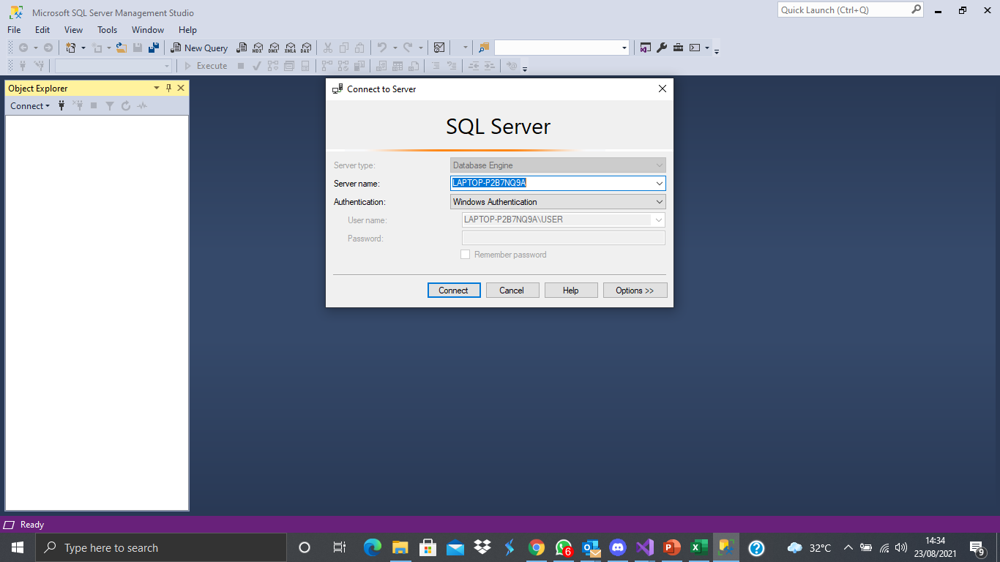 Microsoft SQL Server Management Studio
Quick Launch (Ctrl+Q)
File Edit View Tools Window Help
New Query MDX DMX XMLA DAX
Execute
Object Explorer
Connect
Connect to Server
SQL Server
Server type: Database Engine
Server name: LAPTOP-P2B7NQ9A
Authentication: Windows Authentication
User name: LAPTOP-P2B7NQ9A\USER
Password:
Remember password
Connect Cancel Help Options >>
Ready
Type here to search
6
32°C
14:34
23/08/2021
9